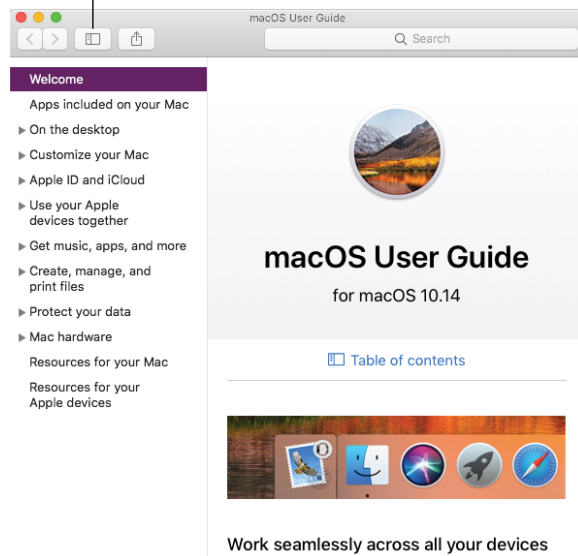 macOS User Guide
Search
Welcome
Apps included on your Mac
On the desktop
Customize your Mac
Apple ID and iCloud
Use your Apple
devices together
Get music, apps, and more
Create, manage, and
print files
Protect your data
Mac hardware
Resources for your Mac
Resources for your
Apple devices
macOS User Guide
for macOS 10.14
Table of contents
Work seamlessly across all your devices